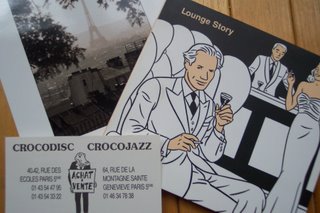 Lounge Story
CROCODISC CROCOJAZZ
40-42, RUE DES
ECOLES PARIS 5ème
01 43 54 47 95
01 43 54 33 22
ACHAT
VENTE
64, RUE DE LA
MONTAGNE SAINTE
GENEVIEVE PARIS 5ème
01 46 34 78 38